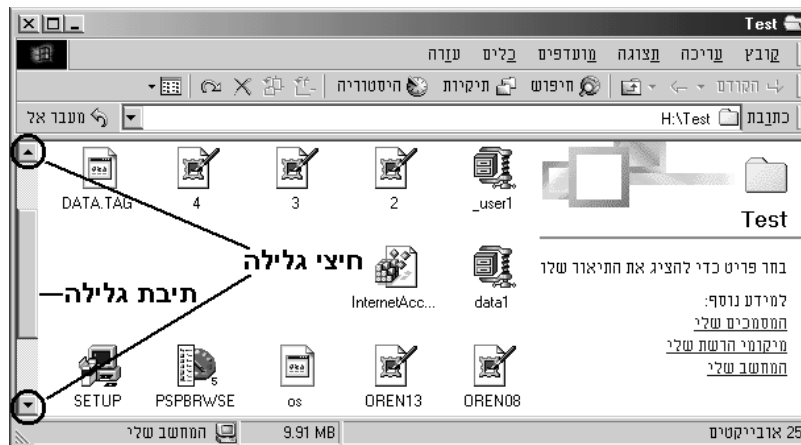 Test
קובץ עריכה תצוגה מועדפים כלים עזרה
הקודם חיפוש תיקיות היסטוריה
כתובת H:\Test מעבר אל
Test
בחר פריט כדי להציג את התיאור שלו
למידע נוסף:
המסמכים שלי
מיקומי הרשת שלי
המחשב שלי
_user1 2 3 4 DATA.TAG
חיצי גלילה
תיבת גלילה
data1 InternetAcc...
OREN08 OREN13 os PSPBRWSE SETUP
25 אובייקטים 9.91 MB המחשב שלי